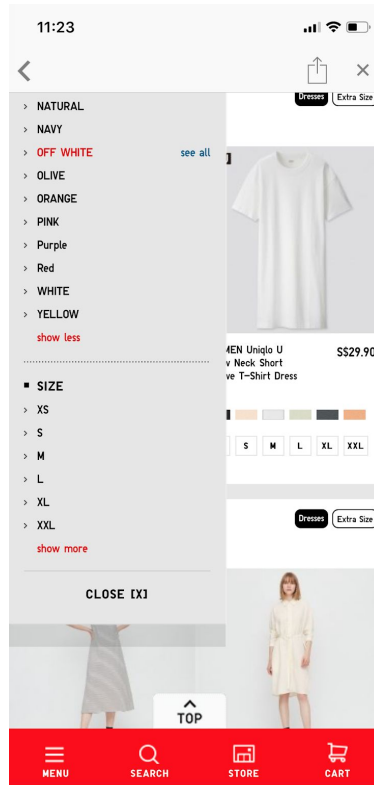 11:23
> NATURAL
> NAVY
> OFF WHITE see all
> OLIVE
> ORANGE
> PINK
> Purple
> Red
> WHITE
> YELLOW
show less
SIZE
> XS
> S
> M
> L
> XL
> XXL
show more
CLOSE [X]
Dresses Extra Size
Uniqlo U S$29.90
Neck Short
T-Shirt Dress
S M L XL XXL
Dresses Extra Size
TOP
MENU SEARCH STORE CART